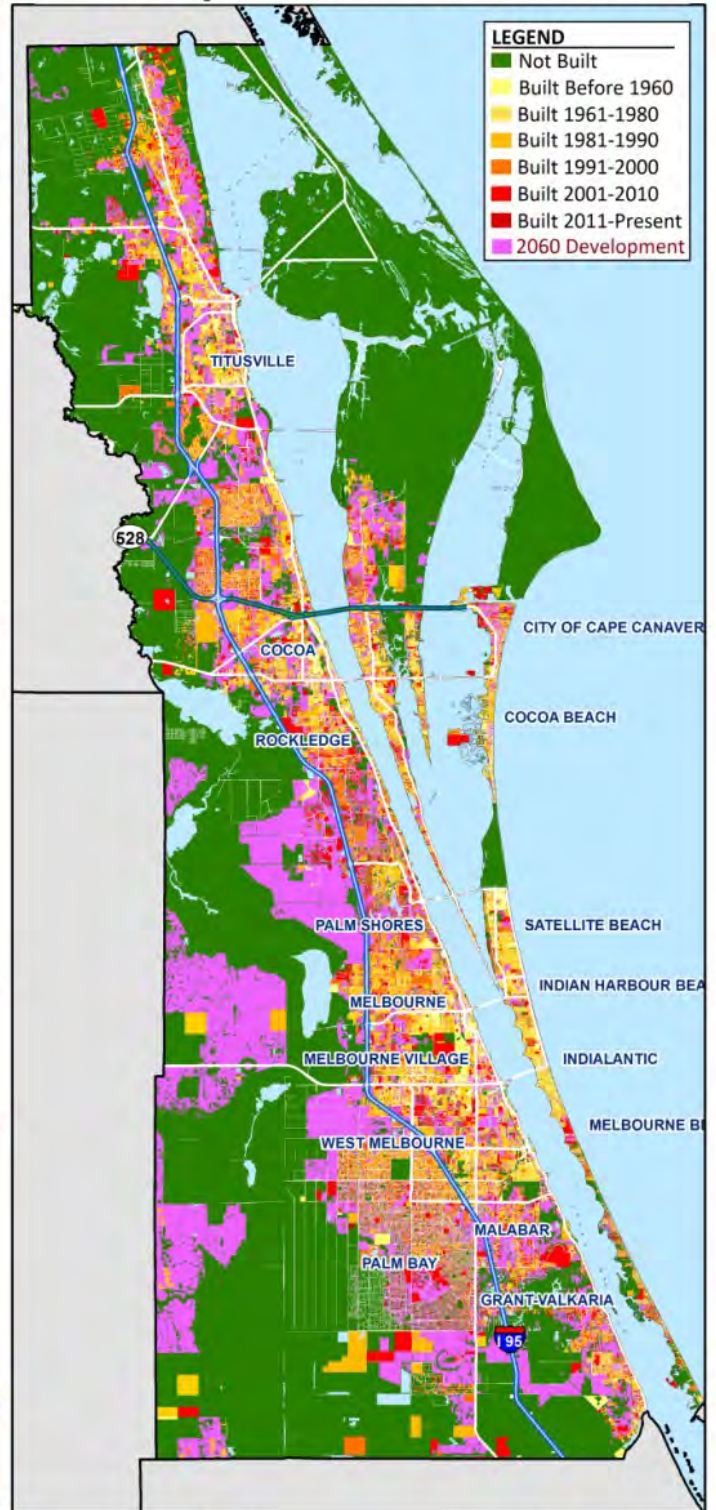 LEGEND
Not Built
Built Before 1960
Built 1961-1980
Built 1981-1990
Built 1991-2000
Built 2001-2010
Built 2011-Present
2060 Development
TITUSVILLE
528
CITY OF CAPE CANAVER
COCOA
COCOA BEACH
ROCKLEDGE
PALM SHORES
SATELLITE BEACH
INDIAN HARBOUR BEA
MELBOURNE
MELBOURNE VILLAGE
INDIALANTIC
MELBOURNE BE
WEST MELBOURNE
MALABAR
PALM BAY
GRANT-VALKARIA
95